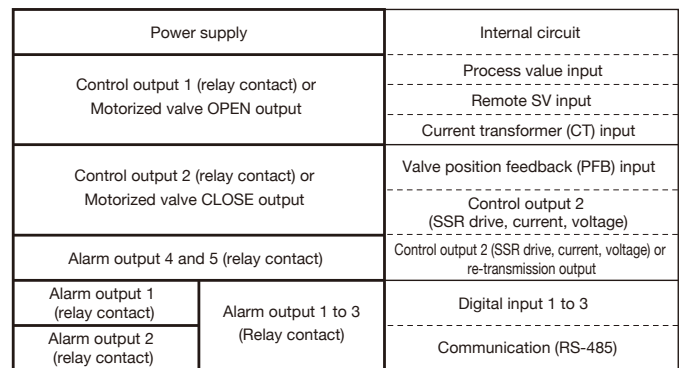 Power supply
Internal circuit
Control output 1 (relay contact) or
Motorized valve OPEN output
Process value input
Remote SV input
Current transformer (CT) input
Control output 2 (relay contact) or
Motorized valve CLOSE output
Valve position feedback (PFB) input
Control output 2
(SSR drive, current, voltage)
Alarm output 4 and 5 (relay contact)
Control output 2 (SSR drive, current, voltage) or
re-transmission output
Alarm output 1
(relay contact)
Alarm output 2
(relay contact)
Alarm output 1 to 3
(Relay contact)
Digital input 1 to 3
Communication (RS-485)